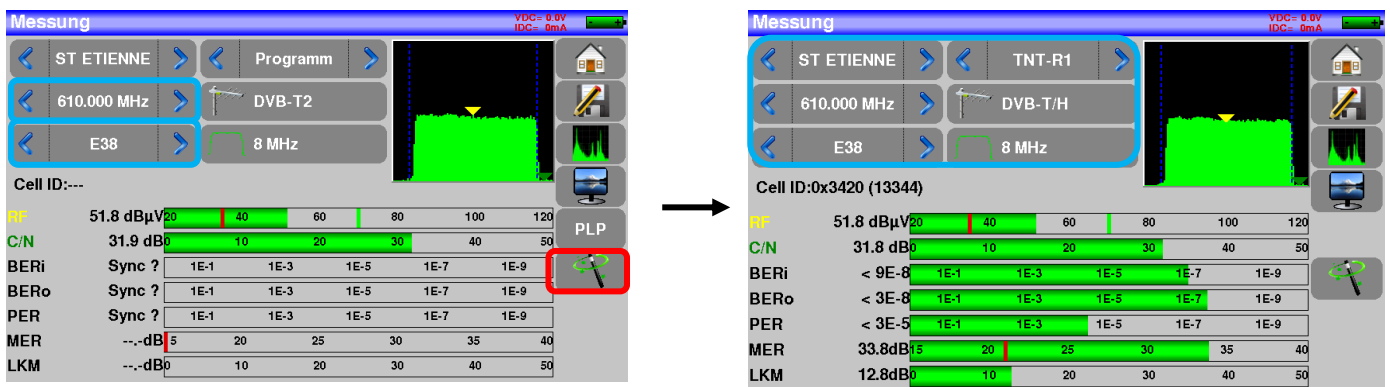 Messung VDC= 0.0V
IDC= 0mA
ST ETIENNE Programm
610.000 MHz DVB-T2
E38 8 MHz
Cell ID:---
RF 51.8 dBµV 20 40 60 80 100 120
PLP
C/N 31.9 dB 0 10 20 30 40 50
BERi Sync ? 1E-1 1E-3 1E-5 1E-7 1E-9
BERo Sync ? 1E-1 1E-3 1E-5 1E-7 1E-9
PER Sync ? 1E-1 1E-3 1E-5 1E-7 1E-9
MER --.-dB 5 20 25 30 35 40
LKM --.-dB 0 10 20 30 40 50
Messung VDC= 0.0V
IDC= 0mA
ST ETIENNE TNT-R1
610.000 MHz DVB-T/H
E38 8 MHz
Cell ID:0x3420 (13344)
RF 51.8 dBµV 20 40 60 80 100 120
C/N 31.8 dB 0 10 20 30 40 50
BERi < 9E-8 1E-1 1E-3 1E-5 1E-7 1E-9
BERo < 3E-8 1E-1 1E-3 1E-5 1E-7 1E-9
PER < 3E-5 1E-1 1E-3 1E-5 1E-7 1E-9
MER 33.8dB 15 20 25 30 35 40
LKM 12.8dB 0 10 20 30 40 50